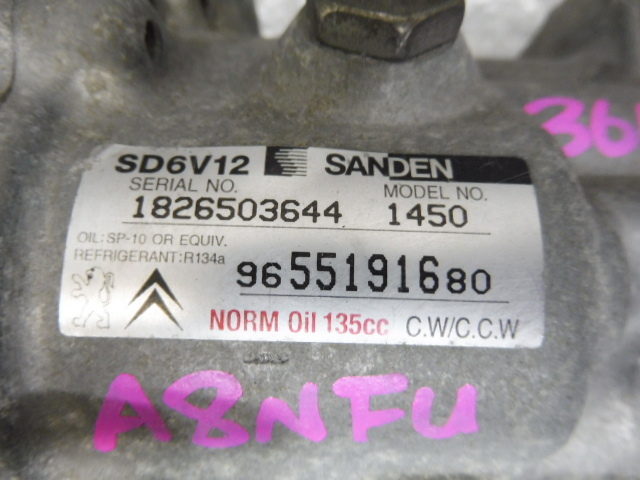 36
SD6V12 SANDEN
SERIAL NO. MODEL NO.
1826503644 1450
OIL:SP-10 OR EQUIV.
REFRIGERANT:R134a
9655191680
NORM Oil 135cc C.W/C.C.W
A8NFU